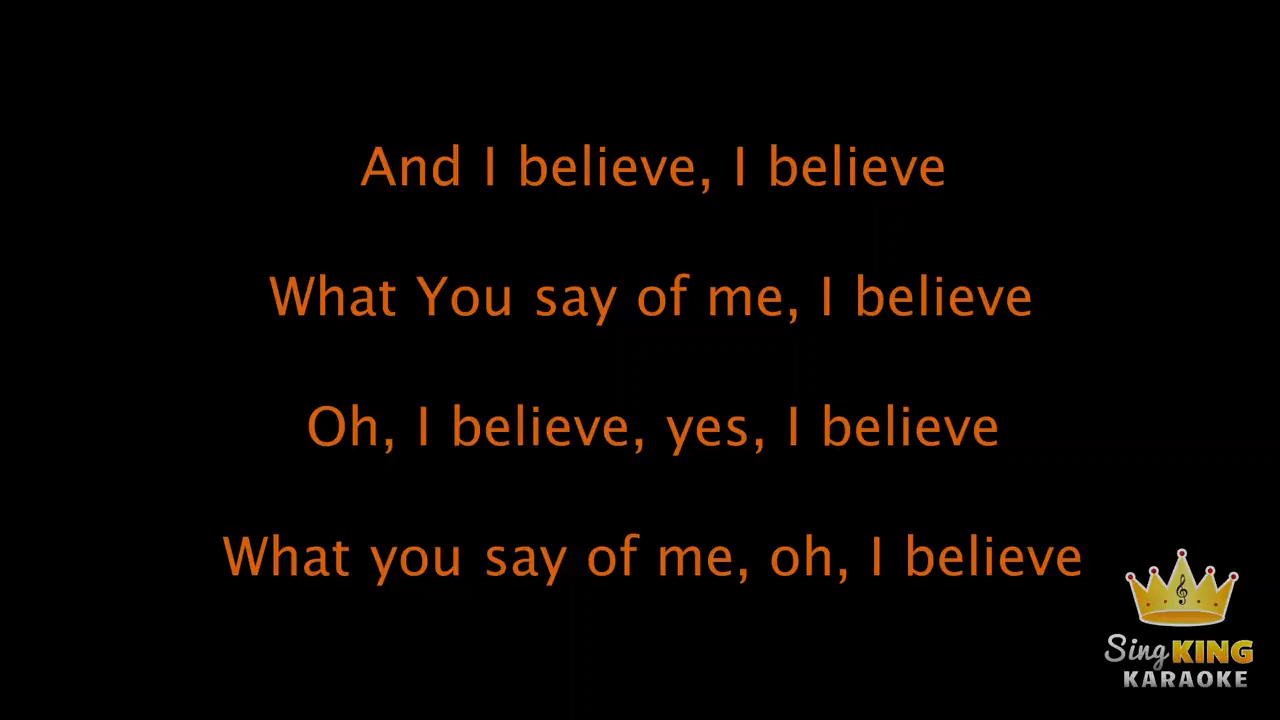 And I believe, I believe
What You say of me, I believe
Oh, I believe, yes, I believe
What you say of me, oh, I believe
Sing KING
KARAOKE